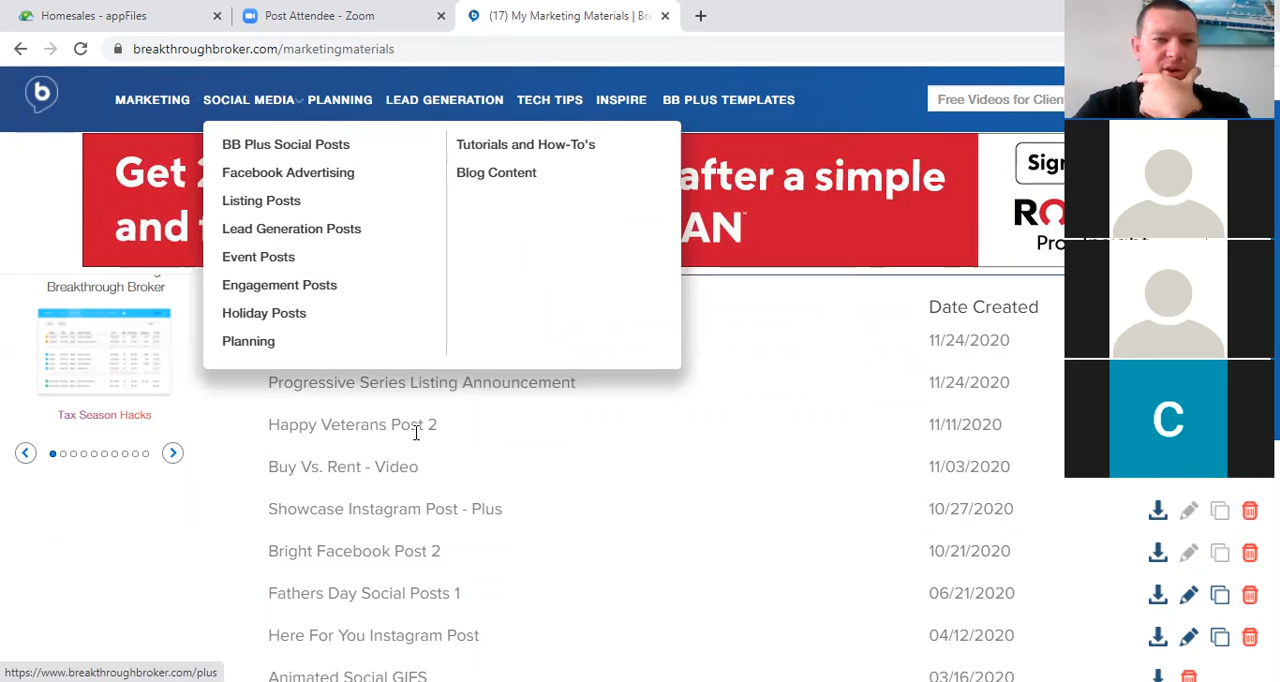 Homesales - appFiles
Post Attendee - Zoom
(17) My Marketing Materials | Bre
breakthroughbroker.com/marketingmaterials
b
MARKETING SOCIAL MEDIA PLANNING LEAD GENERATION TECH TIPS INSPIRE BB PLUS TEMPLATES
Free Videos for Clien
BB Plus Social Posts
Facebook Advertising
Listing Posts
Lead Generation Posts
Event Posts
Engagement Posts
Holiday Posts
Planning
Tutorials and How-To's
Blog Content
Get
after a simple
Sign
and
AN™
Breakthrough Broker
Tax Season Hacks
Date Created
11/24/2020
Progressive Series Listing Announcement 11/24/2020
Happy Veterans Post 2 11/11/2020
Buy Vs. Rent - Video 11/03/2020
Showcase Instagram Post - Plus 10/27/2020
Bright Facebook Post 2 10/21/2020
Fathers Day Social Posts 1 06/21/2020
Here For You Instagram Post 04/12/2020
Animated Social GIFS 03/16/2020
C
https://www.breakthroughbroker.com/plus